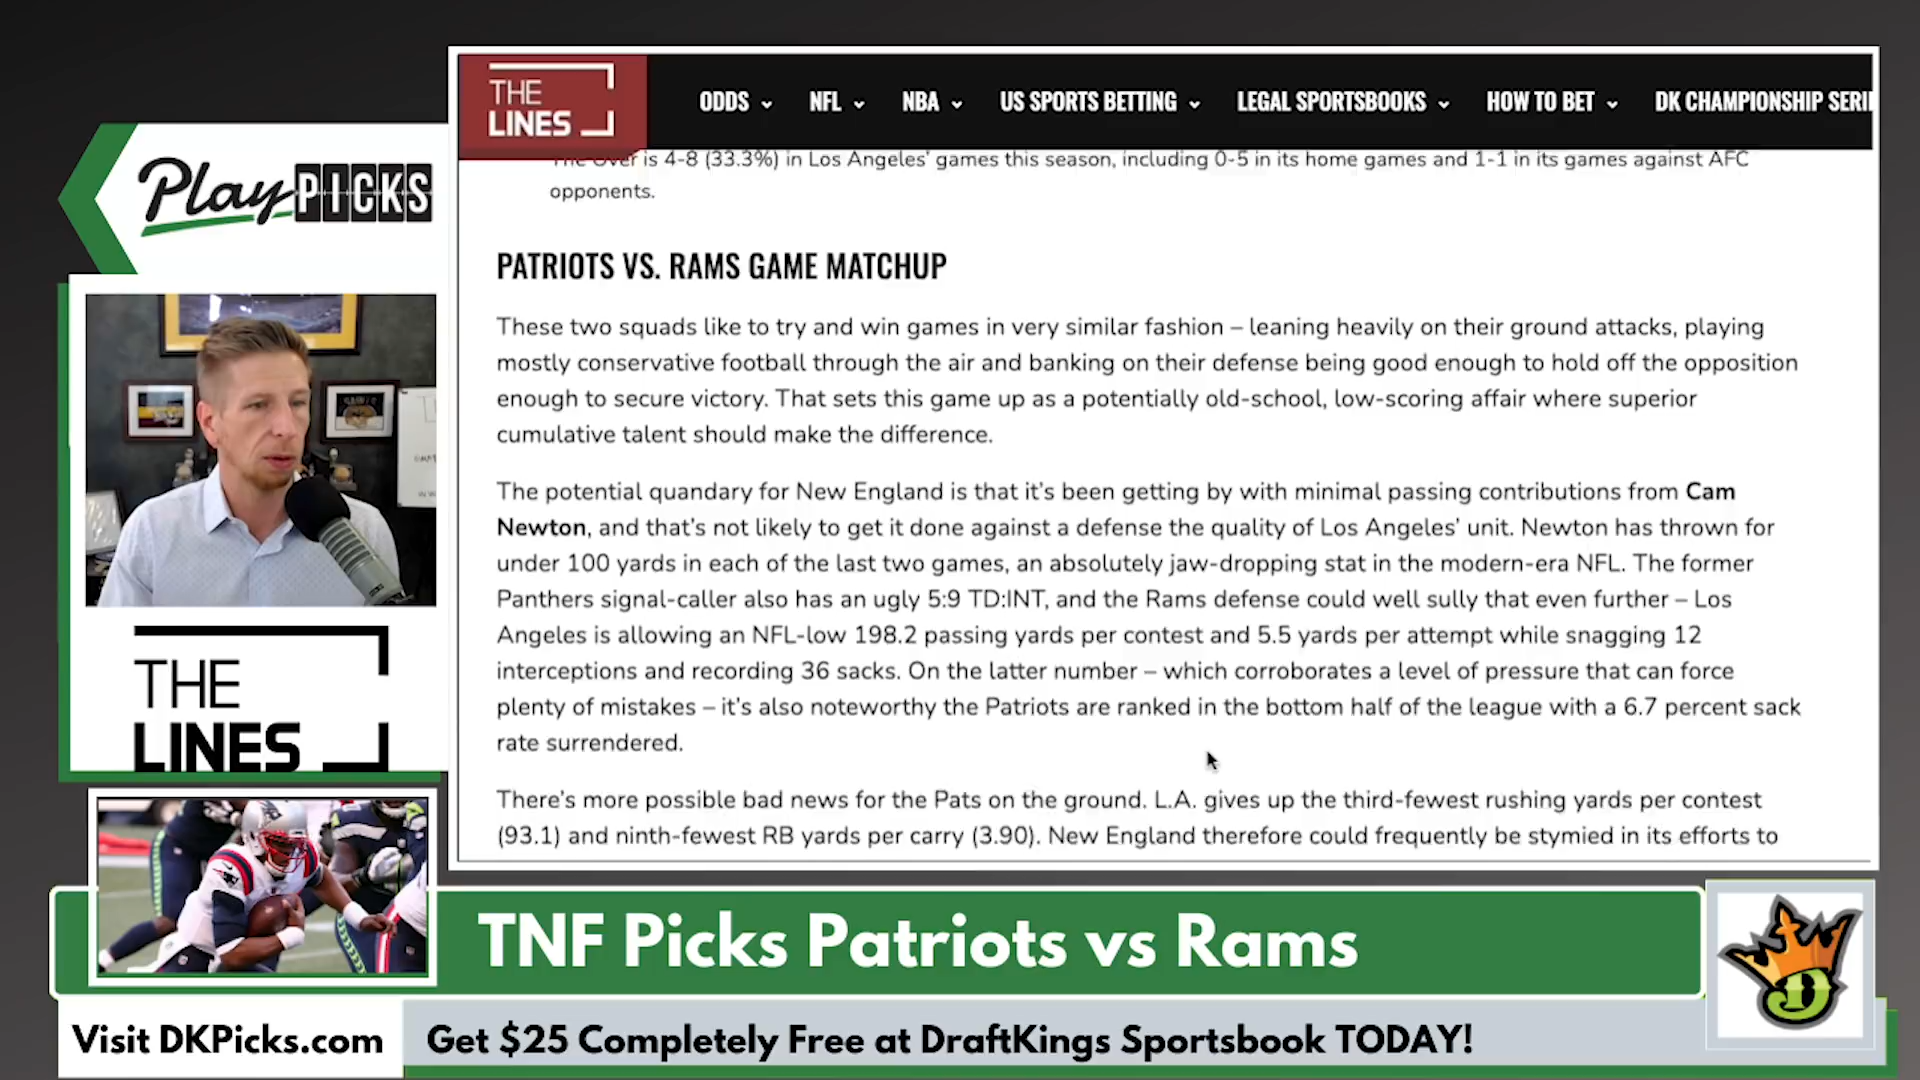 THE
LINES
ODDS NFL NBA US SPORTS BETTING LEGAL SPORTSBOOKS HOW TO BET DK CHAMPIONSHIP SERI
Play PICKS
The Over is 4-8 (33.3%) in Los Angeles' games this season, including 0-5 in its home games and 1-1 in its games against AFC
opponents.
PATRIOTS VS. RAMS GAME MATCHUP
These two squads like to try and win games in very similar fashion – leaning heavily on their ground attacks, playing
mostly conservative football through the air and banking on their defense being good enough to hold off the opposition
enough to secure victory. That sets this game up as a potentially old-school, low-scoring affair where superior
cumulative talent should make the difference.
The potential quandary for New England is that it's been getting by with minimal passing contributions from Cam
Newton, and that's not likely to get it done against a defense the quality of Los Angeles' unit. Newton has thrown for
under 100 yards in each of the last two games, an absolutely jaw-dropping stat in the modern-era NFL. The former
Panthers signal-caller also has an ugly 5:9 TD:INT, and the Rams defense could well sully that even further – Los
Angeles is allowing an NFL-low 198.2 passing yards per contest and 5.5 yards per attempt while snagging 12
interceptions and recording 36 sacks. On the latter number – which corroborates a level of pressure that can force
plenty of mistakes – it's also noteworthy the Patriots are ranked in the bottom half of the league with a 6.7 percent sack
rate surrendered.
There's more possible bad news for the Pats on the ground. L.A. gives up the third-fewest rushing yards per contest
(93.1) and ninth-fewest RB yards per carry (3.90). New England therefore could frequently be stymied in its efforts to
THE
LINES
TNF Picks Patriots vs Rams
D
Visit DKPicks.com
Get $25 Completely Free at DraftKings Sportsbook TODAY!